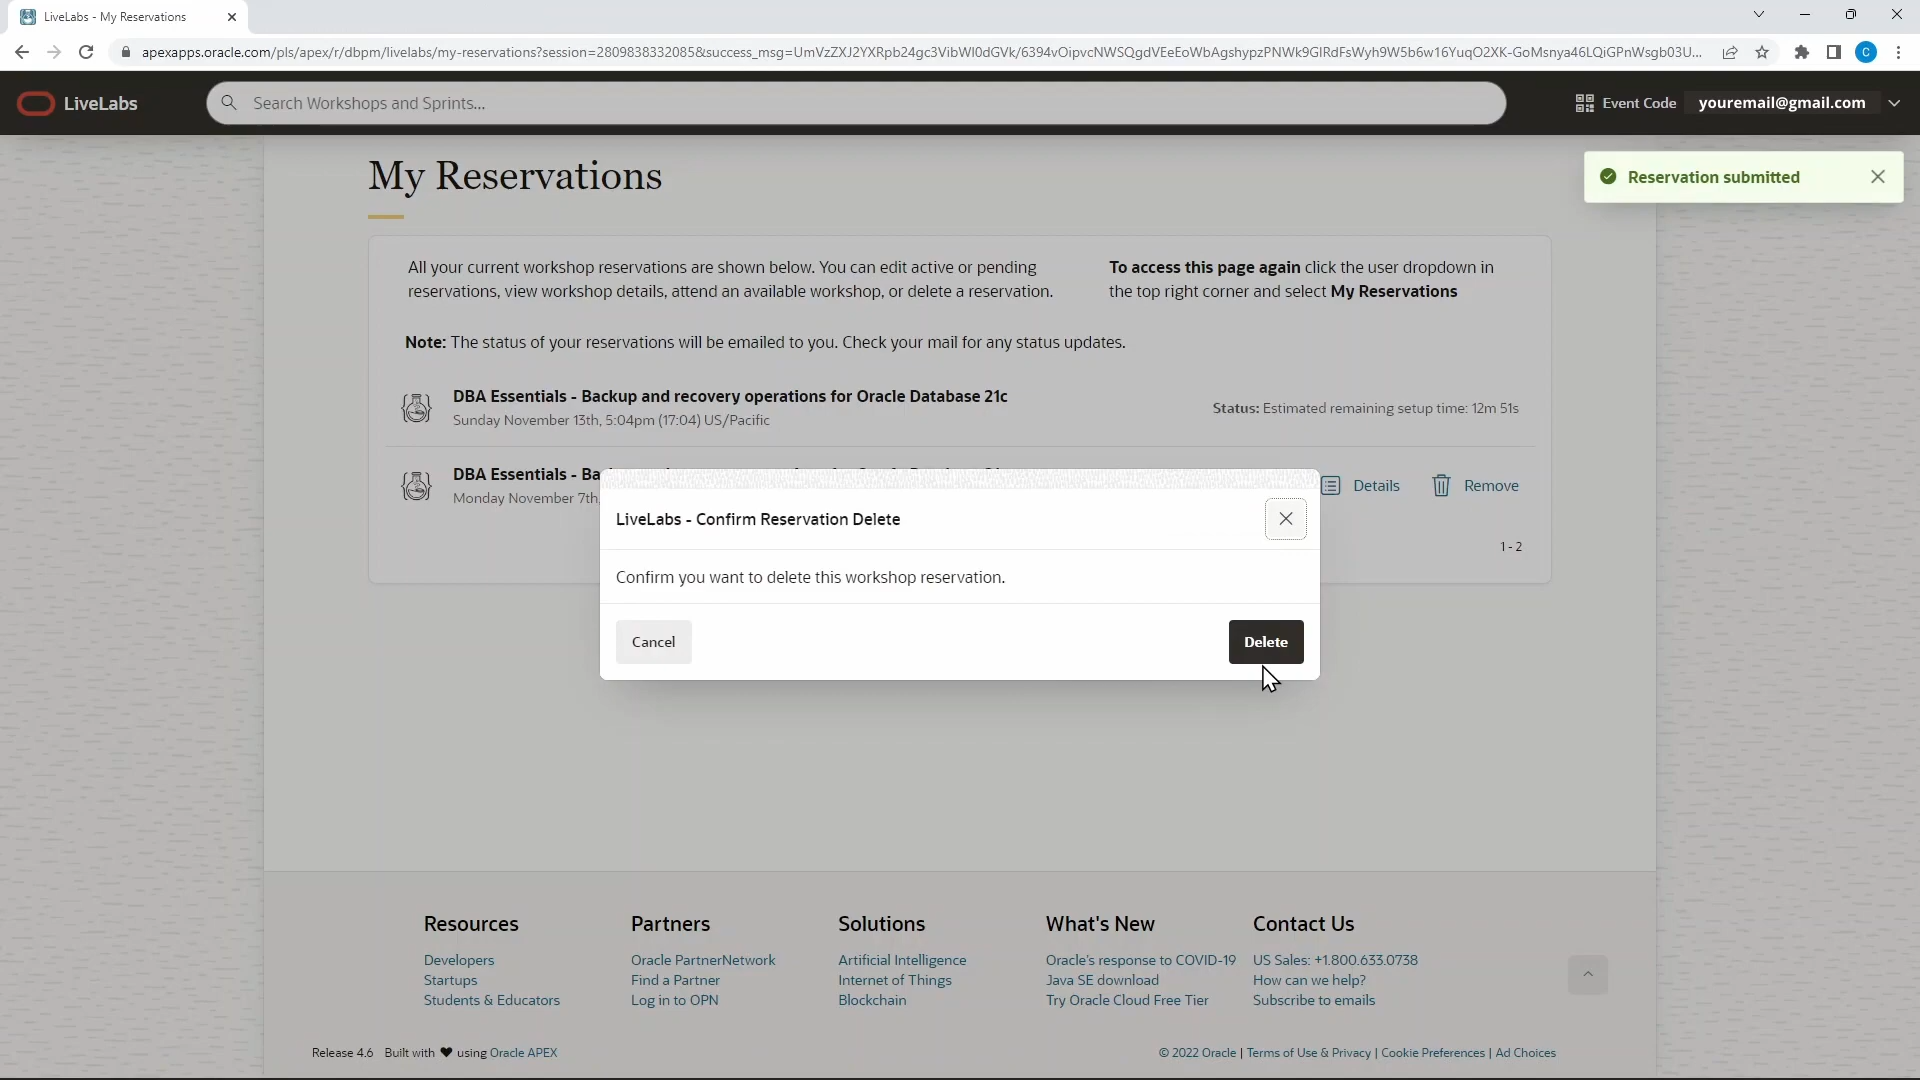 LiveLabs - My Reservations
apexapps.oracle.com/pls/apex/r/dbpm/livelabs/my-reservations?session=2809838332085&success_msg=UmVzZXJ2YXRpb24gc3VibWl0dGVk/6394vOipvcNWSQgdVEeEoWbAgshypzPNWk9GIRdFsWyh9W5b6w16YuqO2XK-GoMsnya46LQiGPnWsgb03U...
C
LiveLabs
Search Workshops and Sprints...
Event Code
youremail@gmail.com
My Reservations
Reservation submitted
All your current workshop reservations are shown below. You can edit active or pending
reservations, view workshop details, attend an available workshop, or delete a reservation.
To access this page again click the user dropdown in
the top right corner and select My Reservations
Note: The status of your reservations will be emailed to you. Check your mail for any status updates.
DBA Essentials - Backup and recovery operations for Oracle Database 21c
Sunday November 13th, 5:04pm (17:04) US/Pacific
Status: Estimated remaining setup time: 12m 51s
DBA Essentials -
Monday November 7th,
Details
Remove
1 - 2
LiveLabs - Confirm Reservation Delete
Confirm you want to delete this workshop reservation.
Cancel
Delete
Resources
Developers
Startups
Students & Educators
Partners
Oracle PartnerNetwork
Find a Partner
Log in to OPN
Solutions
Artificial Intelligence
Internet of Things
Blockchain
What's New
Oracle's response to COVID-19
Java SE download
Try Oracle Cloud Free Tier
Contact Us
US Sales: +1.800.633.0738
How can we help?
Subscribe to emails
Release 4.6 Built with ♥ using Oracle APEX
© 2022 Oracle | Terms of Use & Privacy | Cookie Preferences | Ad Choices